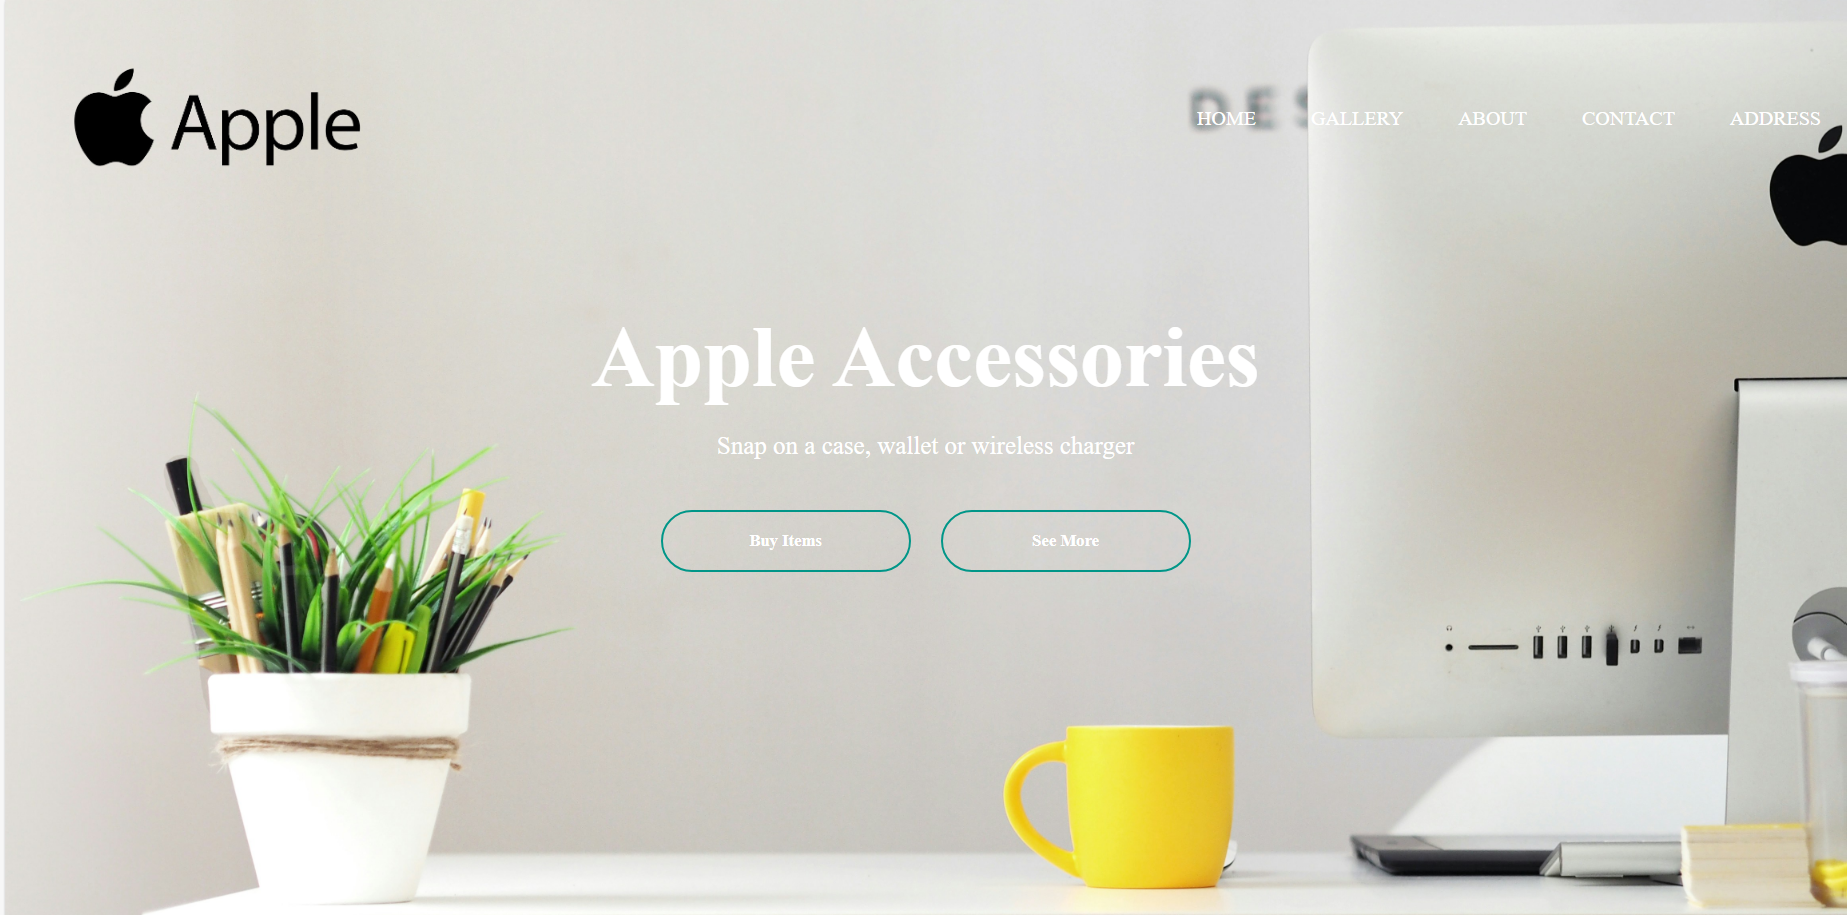 Apple
DES
HOME GALLERY ABOUT CONTACT ADDRESS
Apple Accessories
Snap on a case, wallet or wireless charger
Buy Items See More